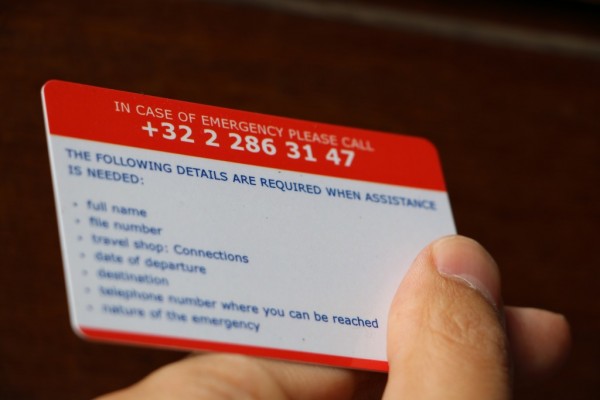 IN CASE OF EMERGENCY PLEASE CALL
+32 2 286 31 47
THE FOLLOWING DETAILS ARE REQUIRED WHEN ASSISTANCE
IS NEEDED:
• full name
• file number
• travel shop: Connections
• date of departure
• destination
• telephone number where you can be reached
• nature of the emergency